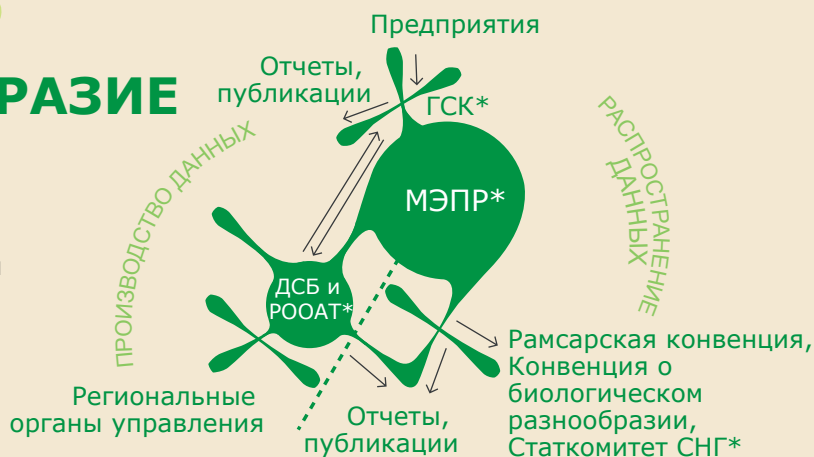 Предприятия
Отчеты,
публикации
РАЗИЕ
ГСК*
ПРОИЗВОДСТВО ДАННЫХ
РАСПРОСТРАНЕНИЕ
ДАННЫХ
МЭПР*
ДСБ и
РООАТ*
Региональные
органы управления
Отчеты,
публикации
Рамсарская конвенция,
Конвенция о
биологическом
разнообразии,
Статкомитет СНГ*